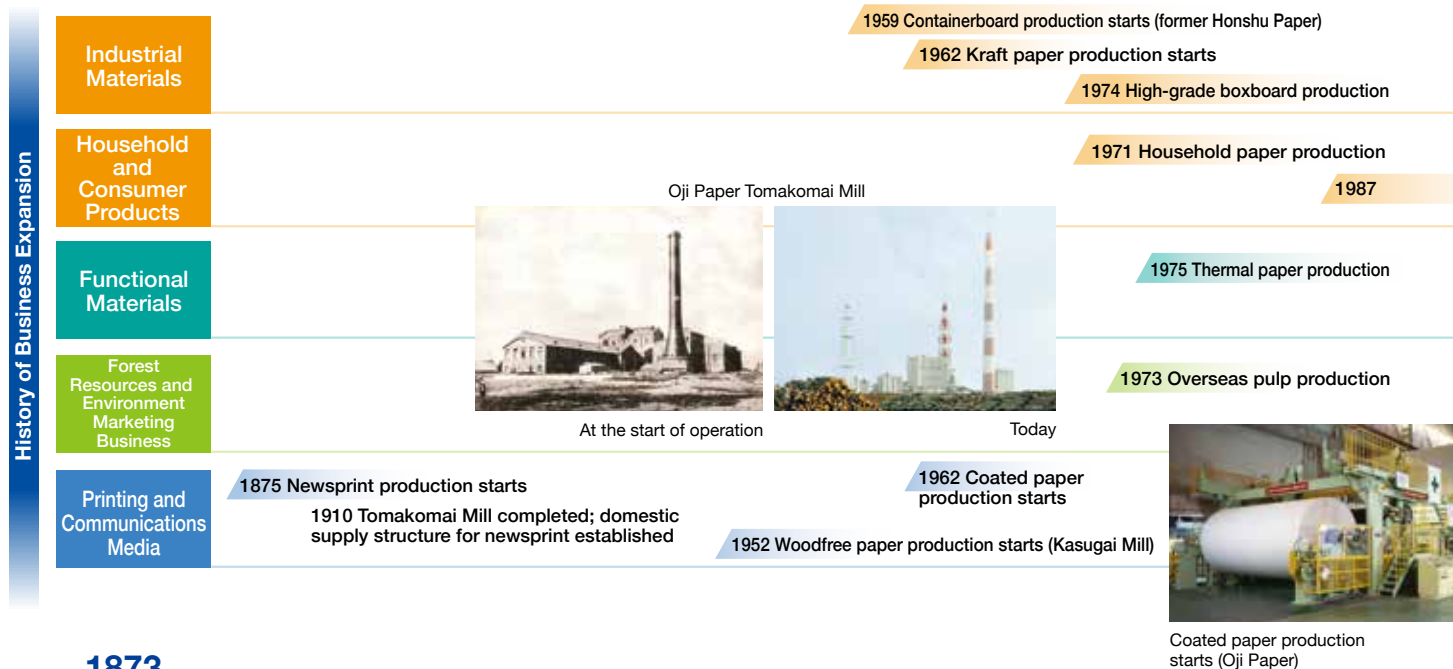 History of Business Expansion
Industrial
Materials
1959 Containerboard production starts (former Honshu Paper)
1962 Kraft paper production starts
1974 High-grade boxboard production
Household
and
Consumer
Products
1971 Household paper production
1987
Oji Paper Tomakomai Mill
At the start of operation
Today
Functional
Materials
1975 Thermal paper production
Forest
Resources and
Environment
Marketing
Business
1973 Overseas pulp production
Printing and
Communications
Media
1875 Newsprint production starts
1910 Tomakomai Mill completed; domestic
supply structure for newsprint established
1952 Woodfree paper production starts (Kasugai Mill)
1962 Coated paper
production starts
Coated paper production
starts (Oji Paper)
1873